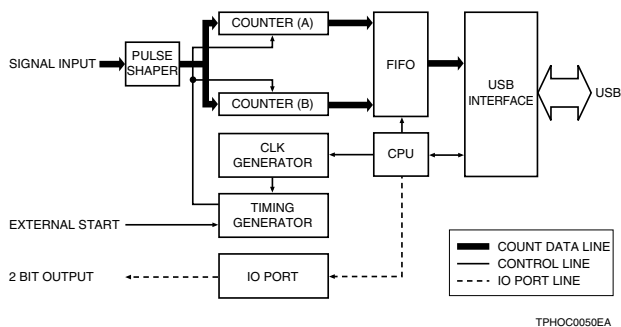 COUNTER (A)
SIGNAL INPUT
PULSE
SHAPER
FIFO
USB
INTERFACE
USB
COUNTER (B)
CLK
GENERATOR
CPU
TIMING
GENERATOR
EXTERNAL START
2 BIT OUTPUT
IO PORT
COUNT DATA LINE
CONTROL LINE
IO PORT LINE
TPHOC0050EA